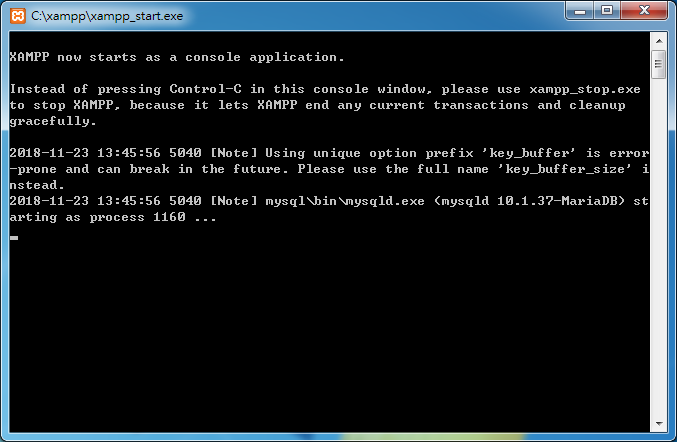 C:\xampp\xampp_start.exe
XAMPP now starts as a console application.
Instead of pressing Control-C in this console window, please use xampp_stop.exe
to stop XAMPP, because it lets XAMPP end any current transactions and cleanup
gracefully.
2018-11-23 13:45:56 5040 [Note] Using unique option prefix 'key_buffer' is error
-prone and can break in the future. Please use the full name 'key_buffer_size' i
nstead.
2018-11-23 13:45:56 5040 [Note] mysql\bin\mysqld.exe (mysqld 10.1.37-MariaDB) st
arting as process 1160 ...